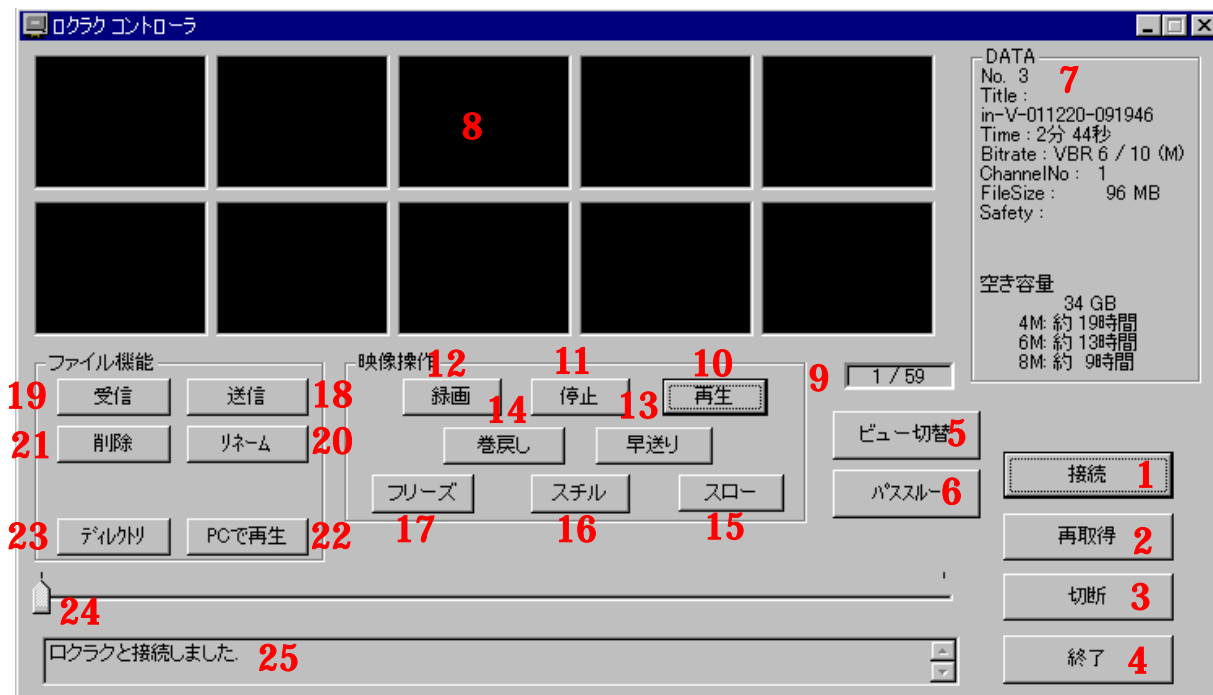 ロクラク コントローラ
8
DATA
No. 3 7
Title :
in-V-011220-091946
Time : 2分 44秒
Bitrate : VBR 6 / 10 (M)
ChannelNo : 1
FileSize : 96 MB
Safety :
空き容量
34 GB
4M: 約 19時間
6M: 約 13時間
8M: 約 9時間
ファイル機能
19 受信 送信 18
21 削除 リネーム 20
23 ディレクトリ PCで再生 22
映像操作
12 11 10
録画 停止 再生
14 13
巻戻し 早送り
フリーズ スチル スロー
17 16 15
9 1 / 59
ビュー切替 5
パススルー 6
接続 1
再取得 2
切断 3
終了 4
24
ロクラクと接続しました. 25